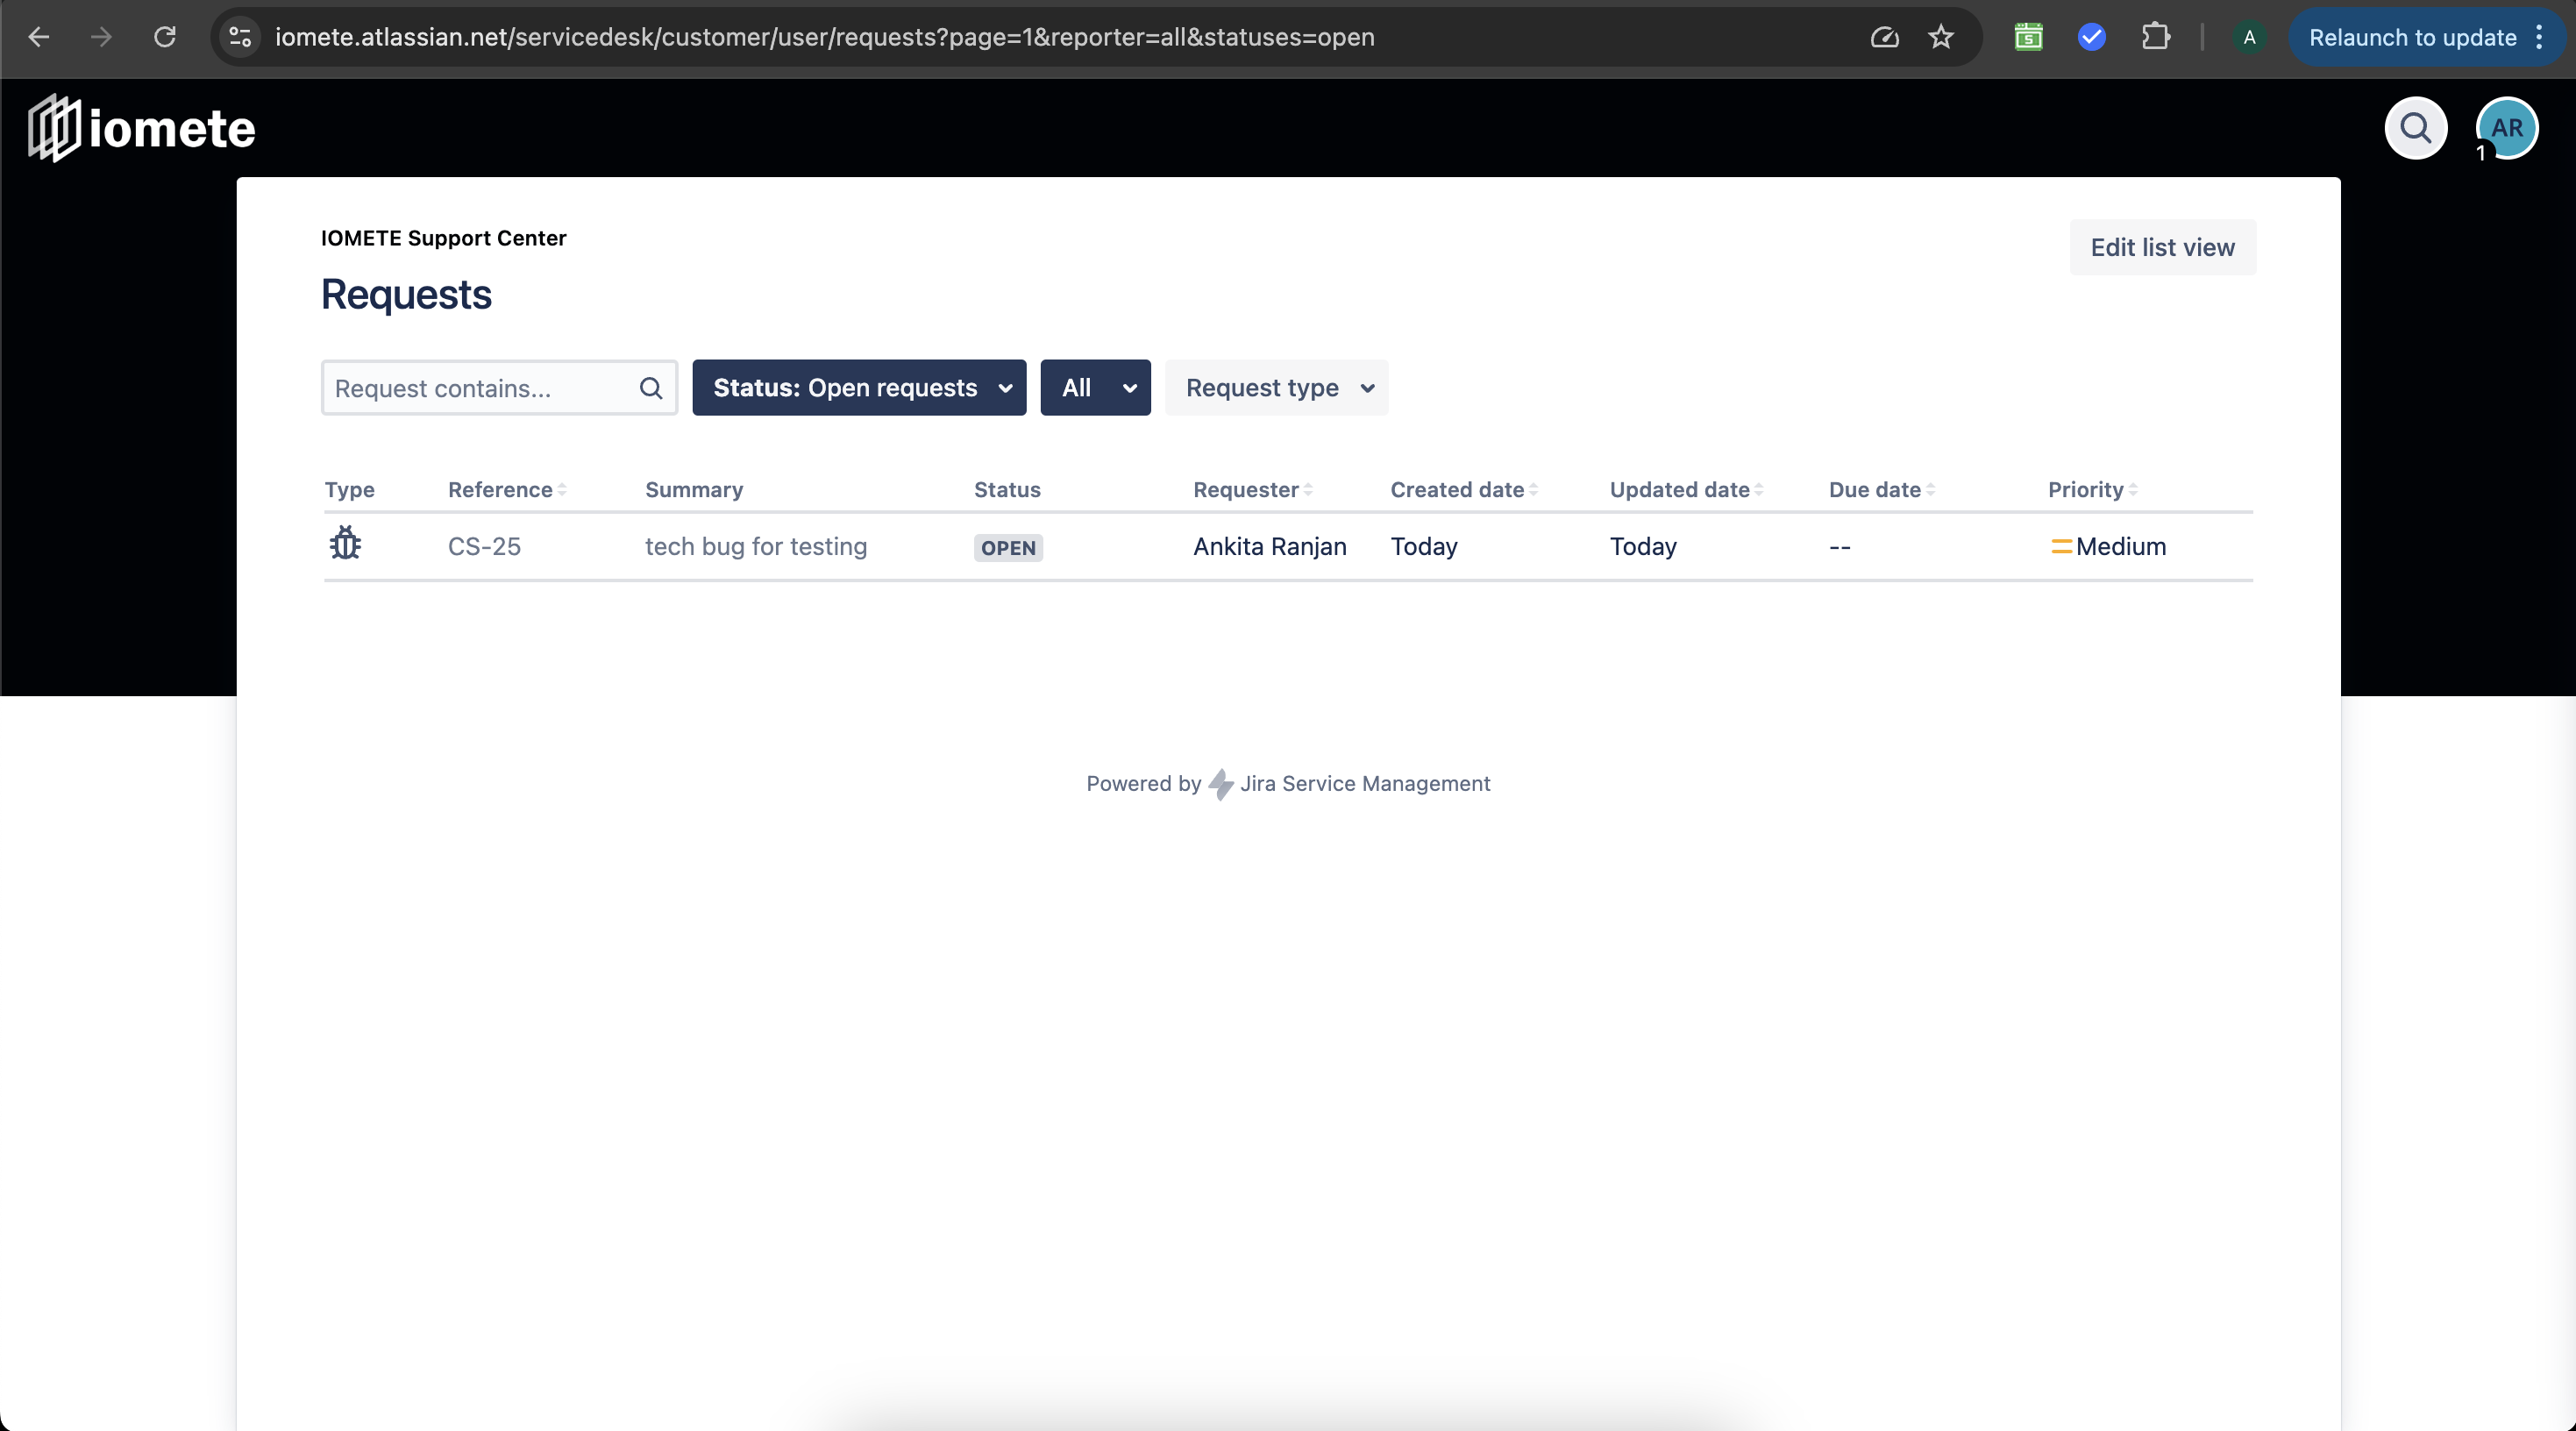 iomete.atlassian.net/servicedesk/customer/user/requests?page=1&reporter=all&statuses=open
S
A
Relaunch to update
iomete
AR
1
IOMETE Support Center
Edit list view
Requests
Request contains...
Status: Open requests
All
Request type
Type Reference Summary Status Requester Created date Updated date Due date Priority
CS-25 tech bug for testing OPEN Ankita Ranjan Today Today -- Medium
Powered by Jira Service Management